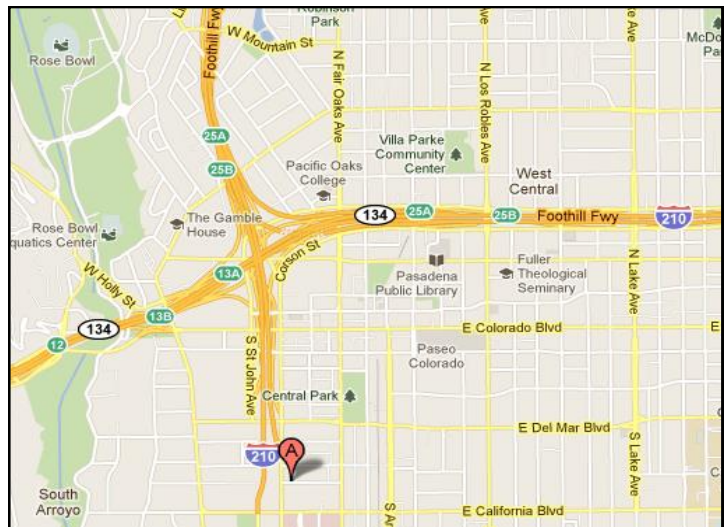 Robinson
Park
W Mountain St
Foothill Fwy
N Fair Oaks Ave
N Los Robles Ave
N Lake Ave
Rose Bowl
25A
25B
Villa Parke
Community
Center
Pacific Oaks
College
West
Central
134
25A
25B
Foothill Fwy
210
The Gamble
House
Rose Bowl
quatics Center
Corson St
W Holly St
13A
13B
Pasadena
Public Library
Fuller
Theological
Seminary
134
12
E Colorado Blvd
S St John Ave
Paseo
Colorado
Central Park
E Del Mar Blvd
S Lake Ave
210
A
South
Arroyo
S Ar
E California Blvd